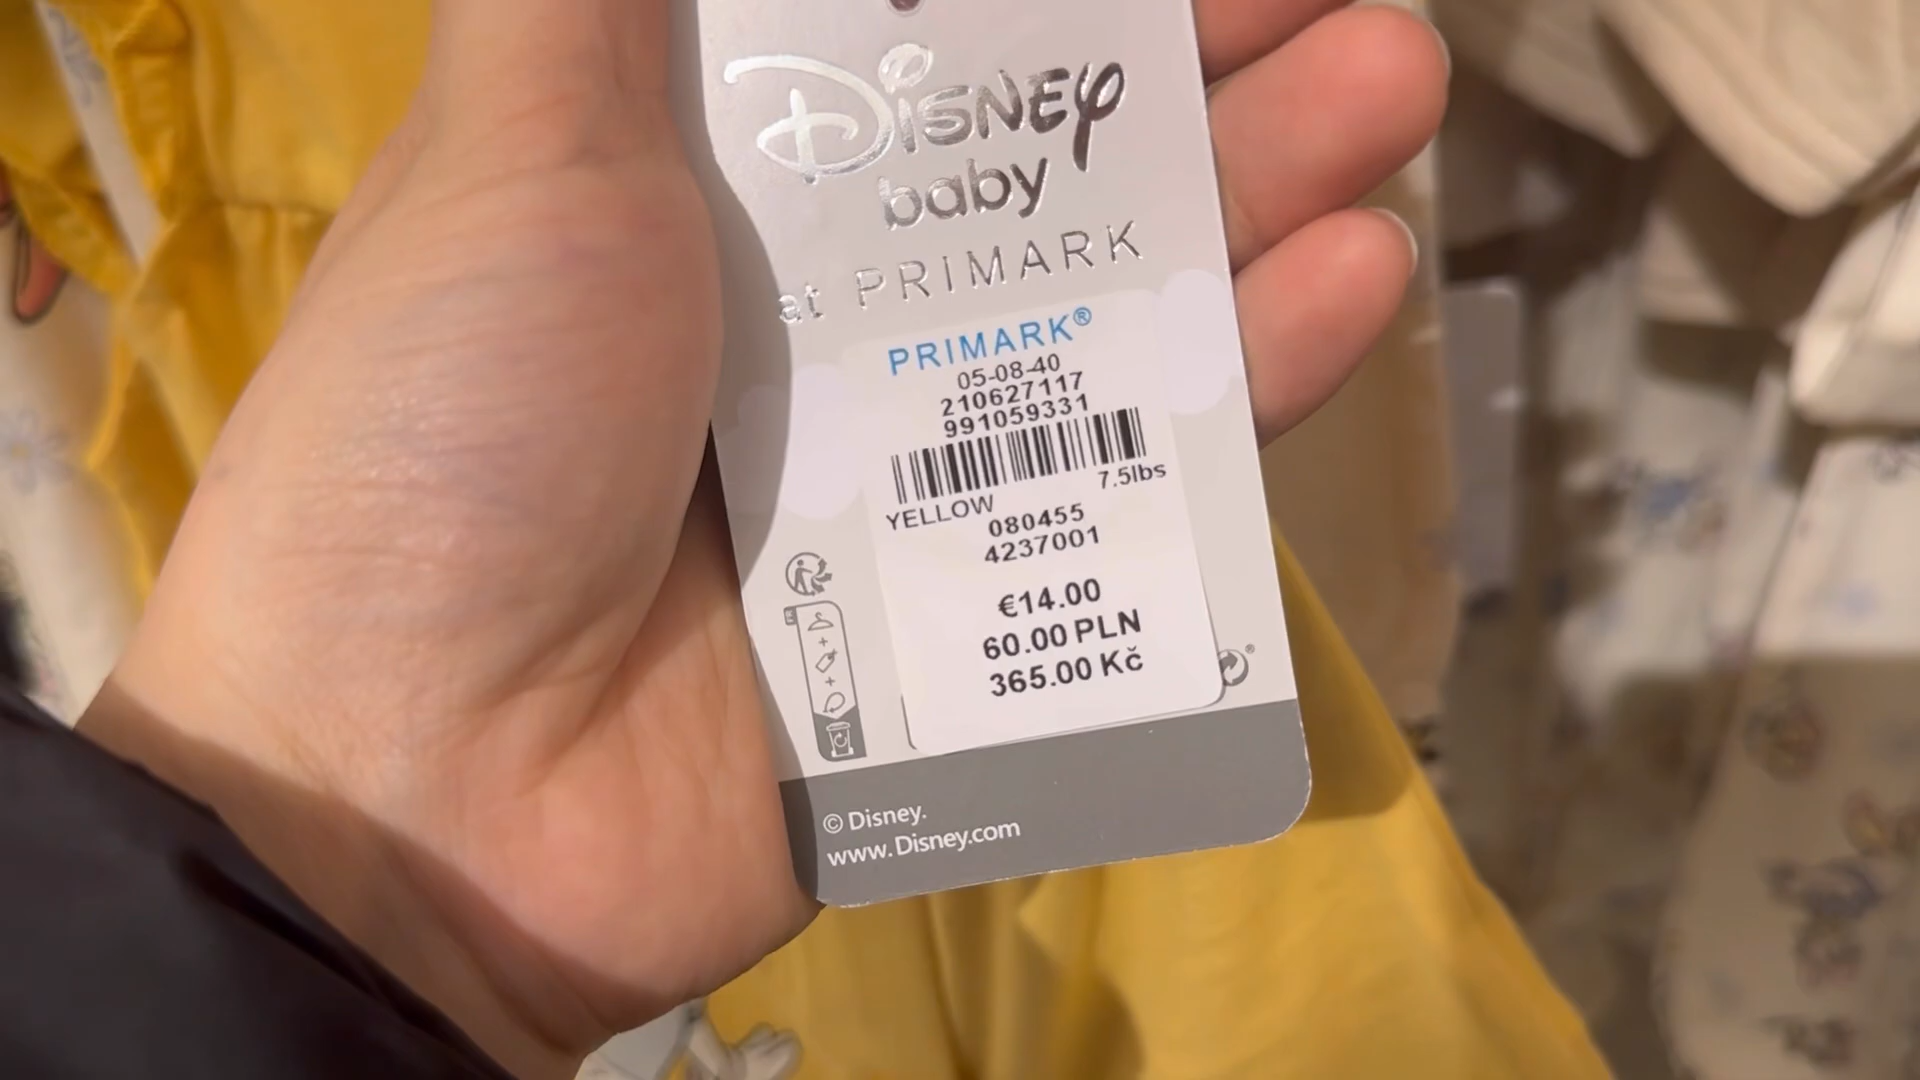 Disney
baby
at PRIMARK
PRIMARK®
05-08-40
210627117
991059331
7.5lbs
YELLOW
080455
4237001
€14.00
60.00 PLN
365.00 Kč
© Disney.
www.Disney.com